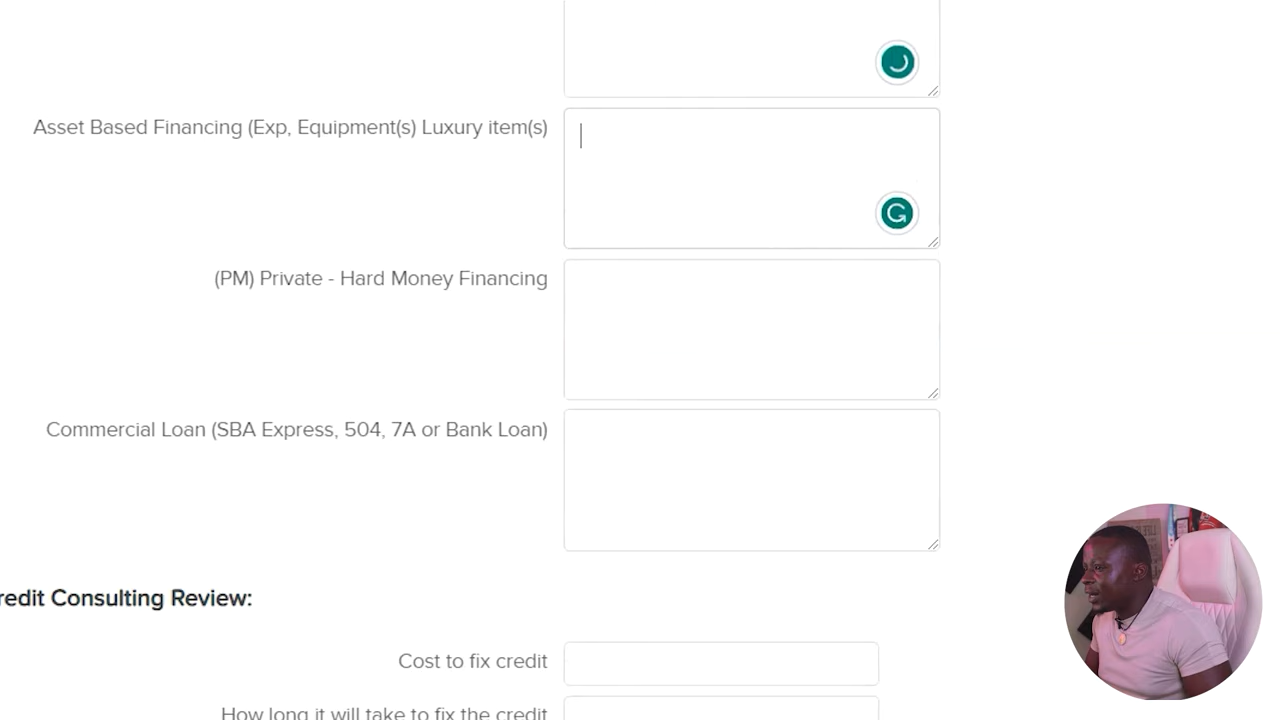 Asset Based Financing (Exp, Equipment(s) Luxury item(s)
(PM) Private - Hard Money Financing
Commercial Loan (SBA Express, 504, 7A or Bank Loan)
redit Consulting Review:
Cost to fix credit
How long it will take to fix the credit